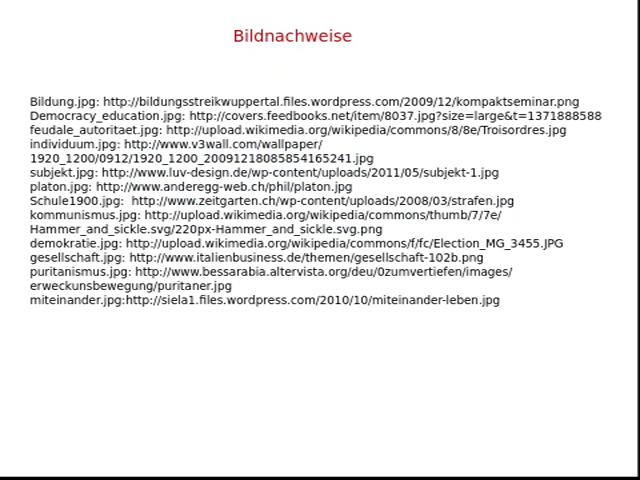 Bildnachweise
Bildung.jpg: http://bildungsstreikwuppertal.files.wordpress.com/2009/12/kompaktseminar.png
Democracy_education.jpg: http://covers.feedbooks.net/item/8037.jpg?size=large&t=1371888588
feudale_autoritaet.jpg: http://upload.wikimedia.org/wikipedia/commons/8/8e/Troisordres.jpg
individuum.jpg: http://www.v3wall.com/wallpaper/
1920_1200/0912/1920_1200_20091218085854165241.jpg
subjekt.jpg: http://www.luv-design.de/wp-content/uploads/2011/05/subjekt-1.jpg
platon.jpg: http://www.anderegg-web.ch/phil/platon.jpg
Schule1900.jpg:  http://www.zeitgarten.ch/wp-content/uploads/2008/03/strafen.jpg
kommunismus.jpg: http://upload.wikimedia.org/wikipedia/commons/thumb/7/7e/
Hammer_and_sickle.svg/220px-Hammer_and_sickle.svg.png
demokratie.jpg: http://upload.wikimedia.org/wikipedia/commons/f/fc/Election_MG_3455.JPG
gesellschaft.jpg: http://www.italienbusiness.de/themen/gesellschaft-102b.png
puritanismus.jpg: http://www.bessarabia.altervista.org/deu/0zumvertiefen/images/
erweckunsbewegung/puritaner.jpg
miteinander.jpg:http://siela1.files.wordpress.com/2010/10/miteinander-leben.jpg